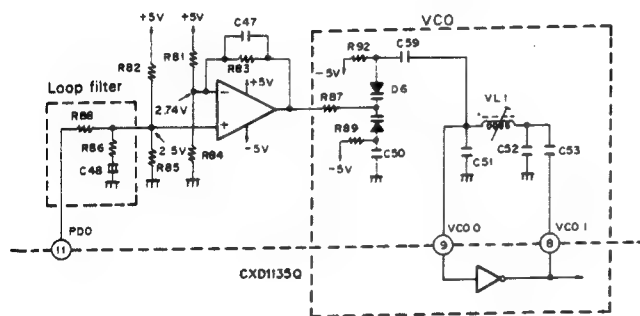 +5V
+5V
C47
VCO
R82
R81
R83
+5V
R92
C59
-5V
D6
Loop filter
2.74V
R87
VL1
R88
R86
R89
-5V
C48
2.5V
R85
R84
-5V
C50
C51
C52
C53
PDO
VCO O
VCO I
11
9
8
CXD1135Q